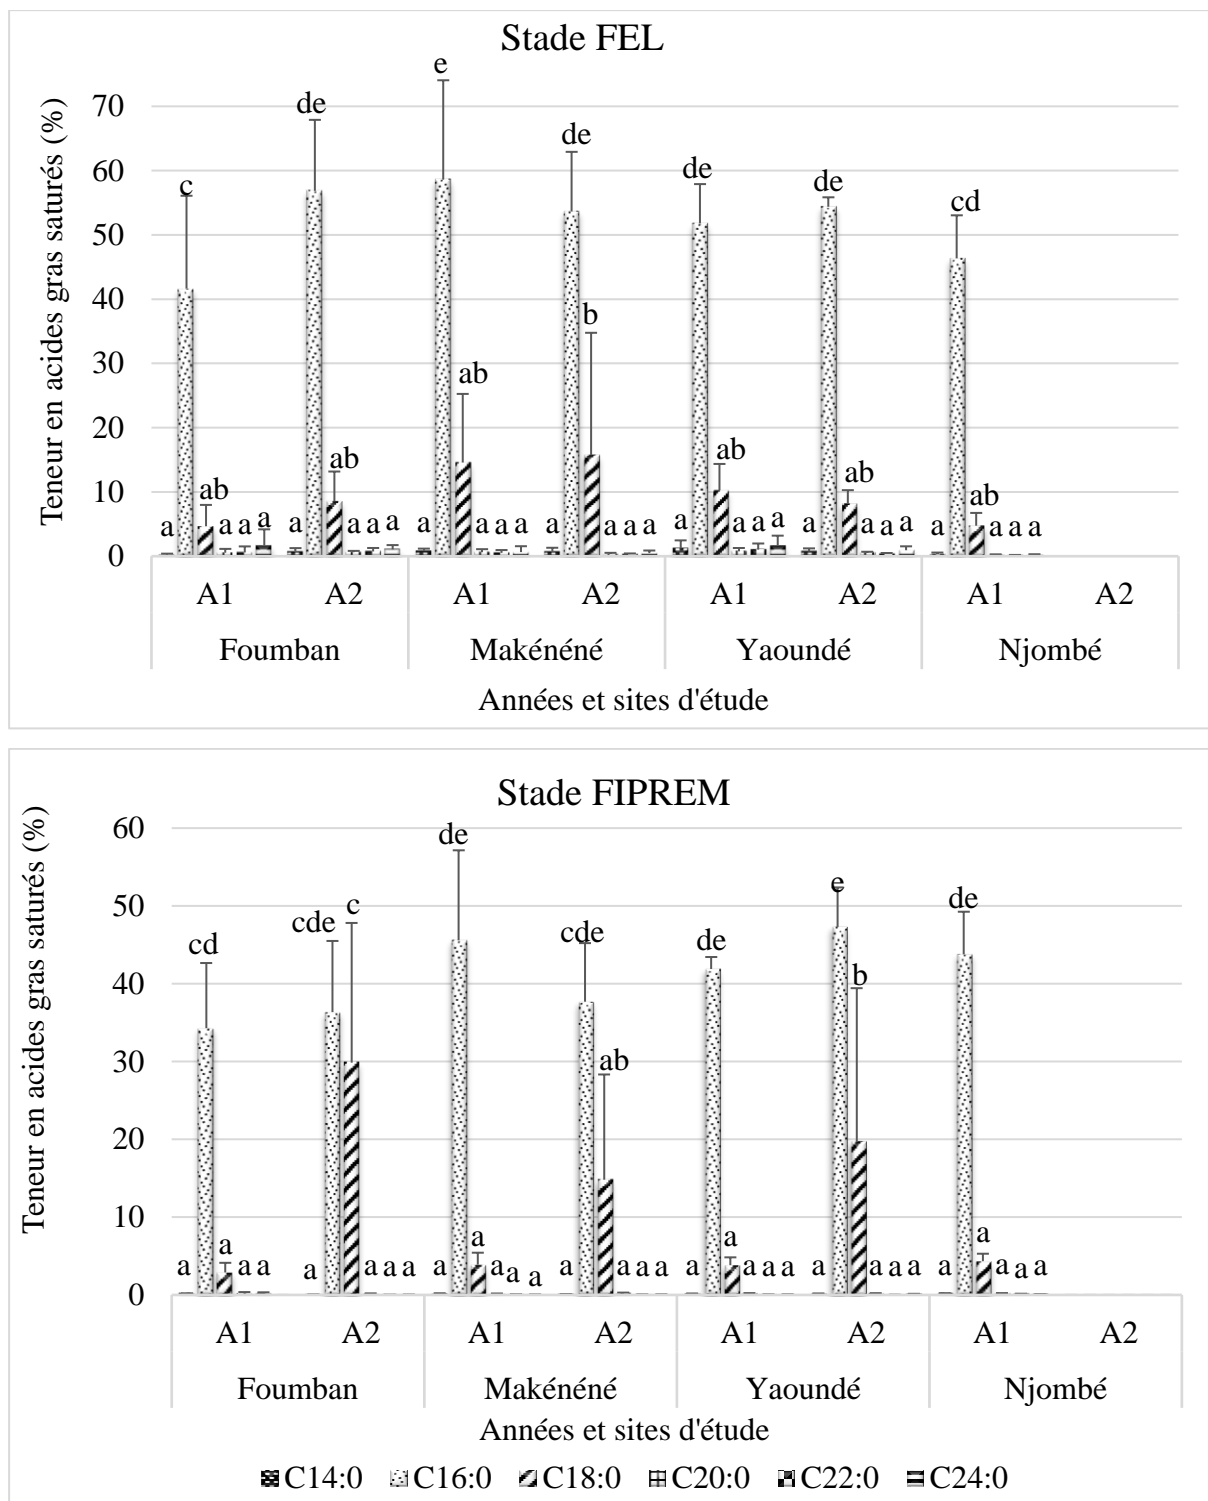 Stade FEL
Teneur en acides gras saturés (%)
70
60
50
40
30
20
10
0
c
de
e
de
de
de
cd
a ab a a a
a ab a a a
a ab a a a
a b a a a
a ab a a a
a ab a a a
a ab a a a
A1 A2 A1 A2 A1 A2 A1 A2
Foumban Makénéné Yaoundé Njombé
Années et sites d'étude
Stade FIPREM
Teneur en acides gras saturés (%)
60
50
40
30
20
10
0
cd
cde
c
de
cde
de
e
de
a a a a
a a a a
a a a a a
a ab a a a
a a a a a
a b a a a
a a a a a
A1 A2 A1 A2 A1 A2 A1 A2
Foumban Makénéné Yaoundé Njombé
Années et sites d'étude
C14:0 C16:0 C18:0 C20:0 C22:0 C24:0